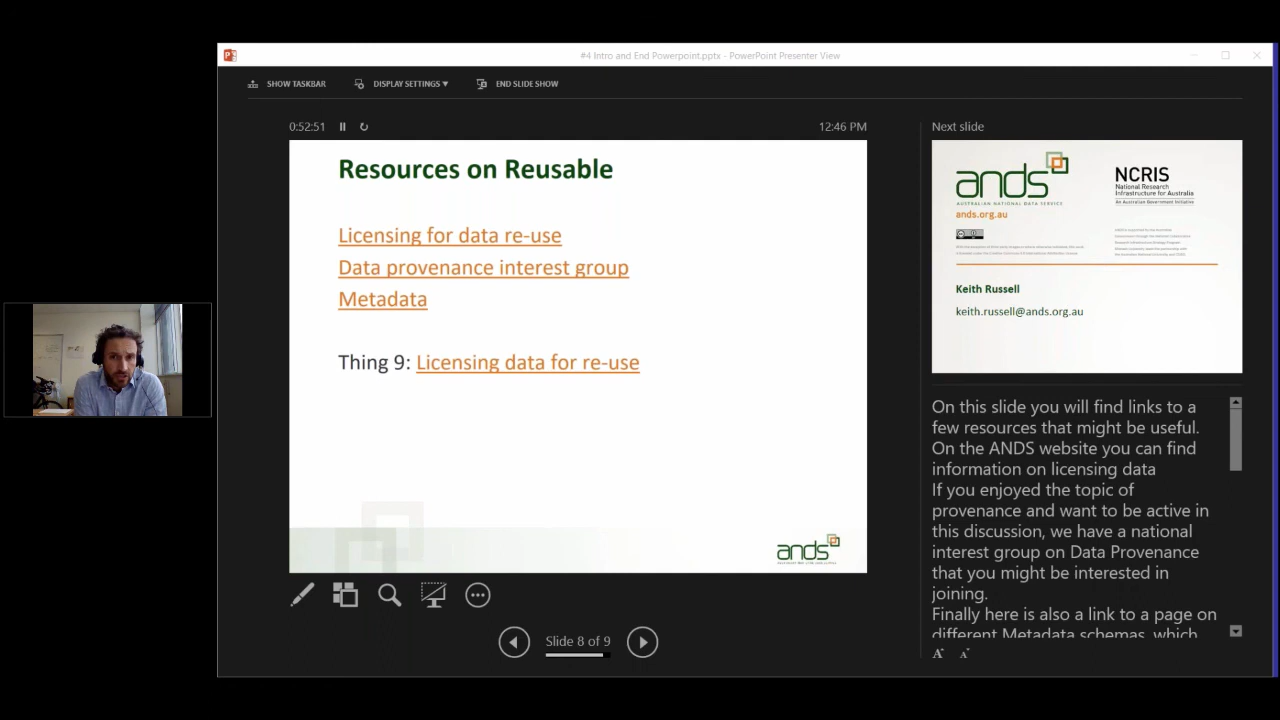 #4 Intro and End Powerpoint.pptx - PowerPoint Presenter View
SHOW TASKBAR
DISPLAY SETTINGS
END SLIDE SHOW
0:52:51
12:46 PM
Resources on Reusable
Licensing for data re-use
Data provenance interest group
Metadata
Thing 9: Licensing data for re-use
ands
Slide 8 of 9
Next slide
ands
AUSTRALIAN NATIONAL DATA SERVICE
ands.org.au
NCRIS
National Research
Infrastructure for Australia
An Australian Government Initiative
Keith Russell
keith.russell@ands.org.au
On this slide you will find links to a
few resources that might be useful.
On the ANDS website you can find
information on licensing data
If you enjoyed the topic of
provenance and want to be active in
this discussion, we have a national
interest group on Data Provenance
that you might be interested in
joining.
Finally here is also a link to a page on
different Metadata schemas, which
A
A